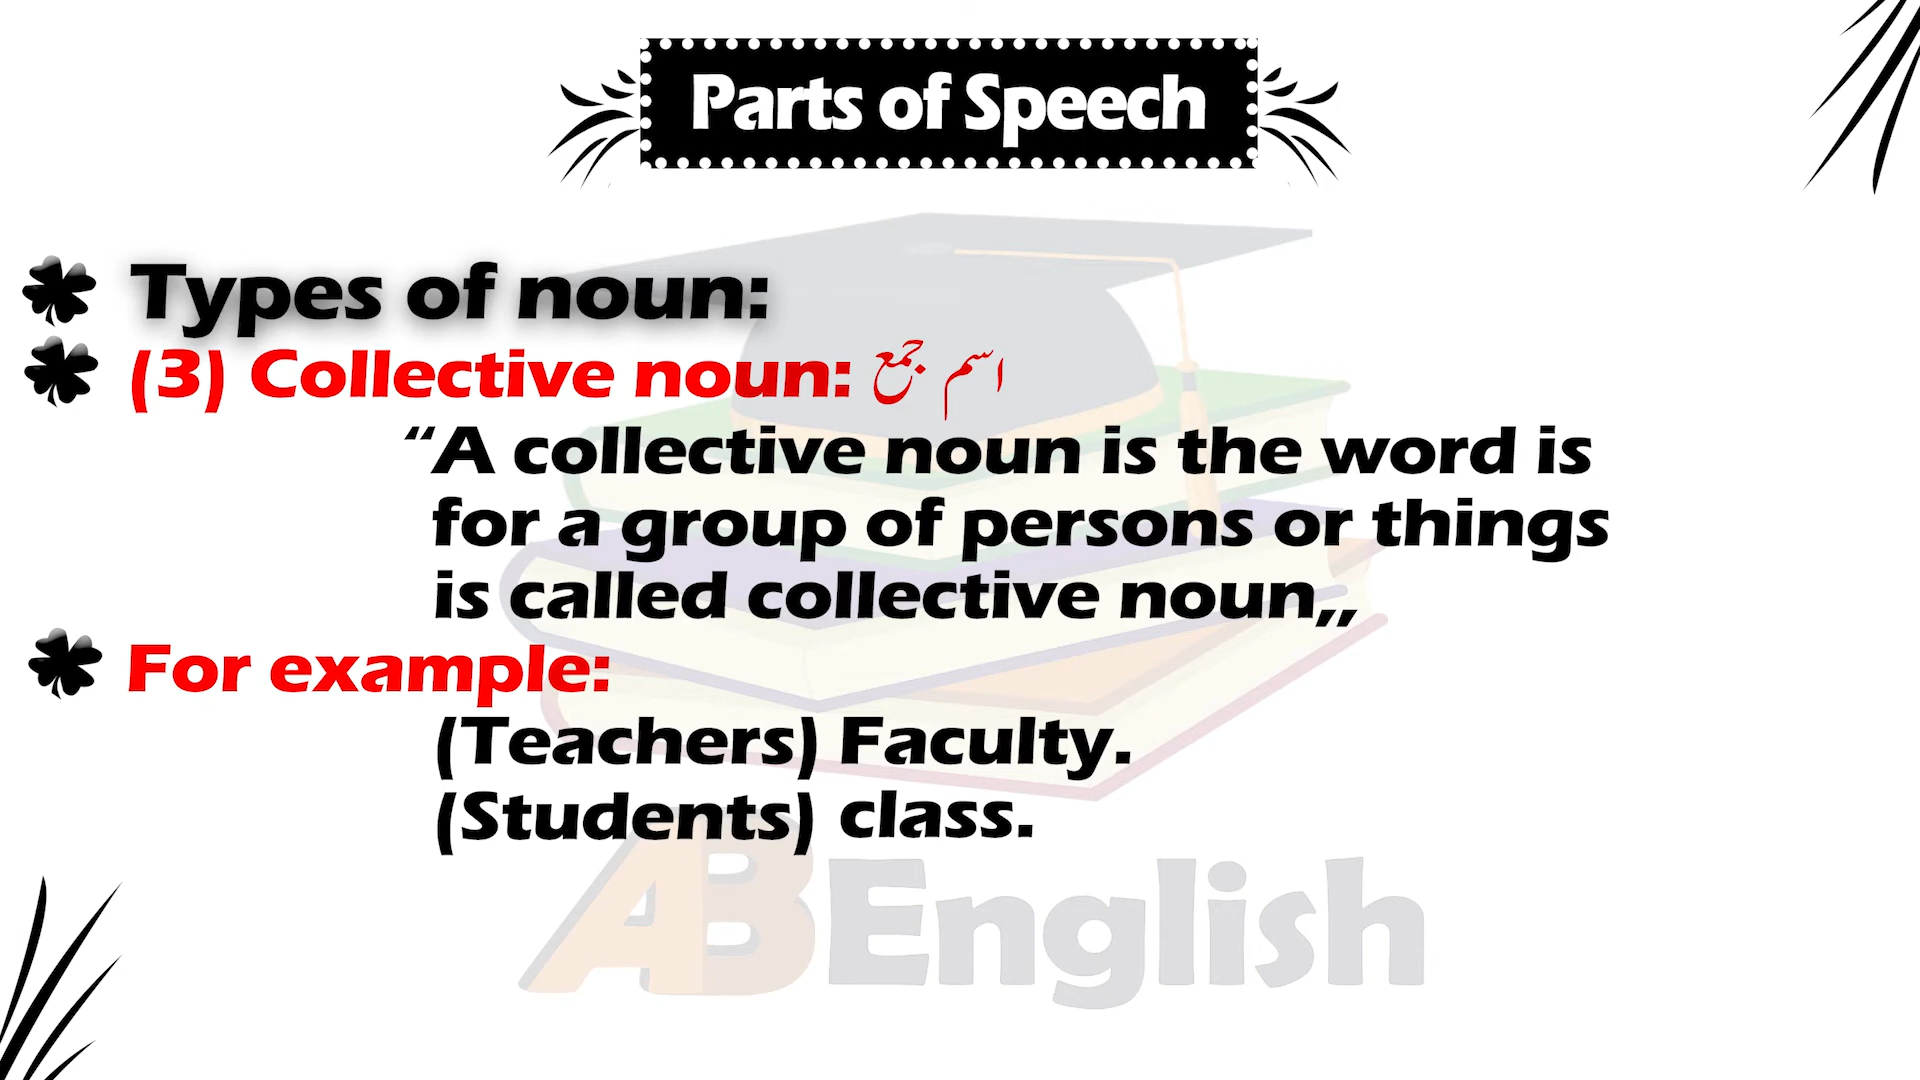 Parts of Speech
Types of noun:
(3) Collective noun: اسم جمع
“A collective noun is the word is
for a group of persons or things
is called collective noun,,
For example:
(Teachers) Faculty.
(Students) class.
ABEnglish